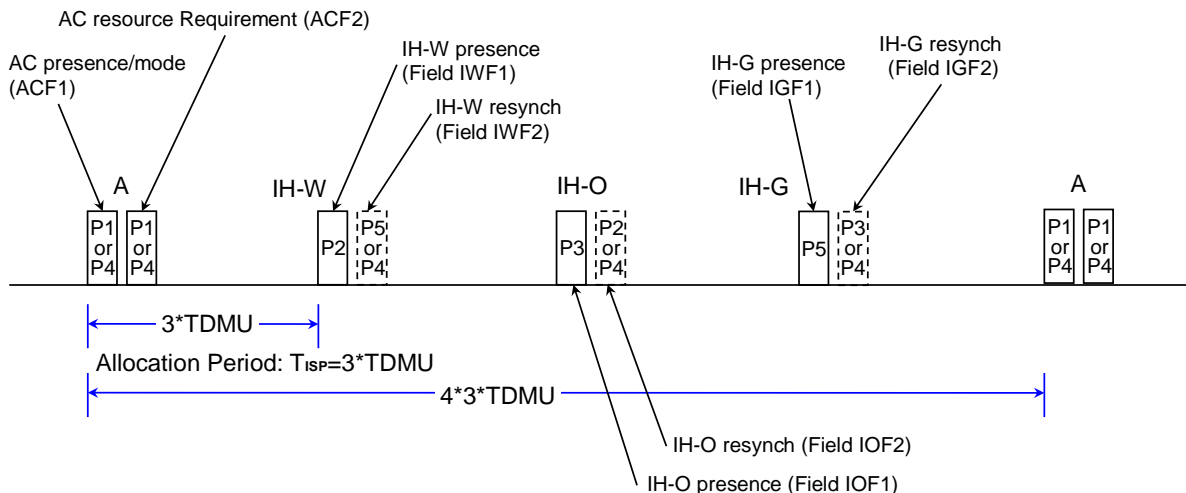 AC resource Requirement (ACF2)
AC presence/mode
(ACF1)
IH-W presence
(Field IWF1)
IH-W resynch
(Field IWF2)
IH-G presence
(Field IGF1)
IH-G resynch
(Field IGF2)
A
IH-W
IH-O
IH-G
A
P1
or
P4
P1
or
P4
P2
P5
or
P4
P3
P2
or
P4
P5
P3
or
P4
P1
or
P4
P1
or
P4
3*TDMU
Allocation Period: TISP=3*TDMU
4*3*TDMU
IH-O resynch (Field IOF2)
IH-O presence (Field IOF1)